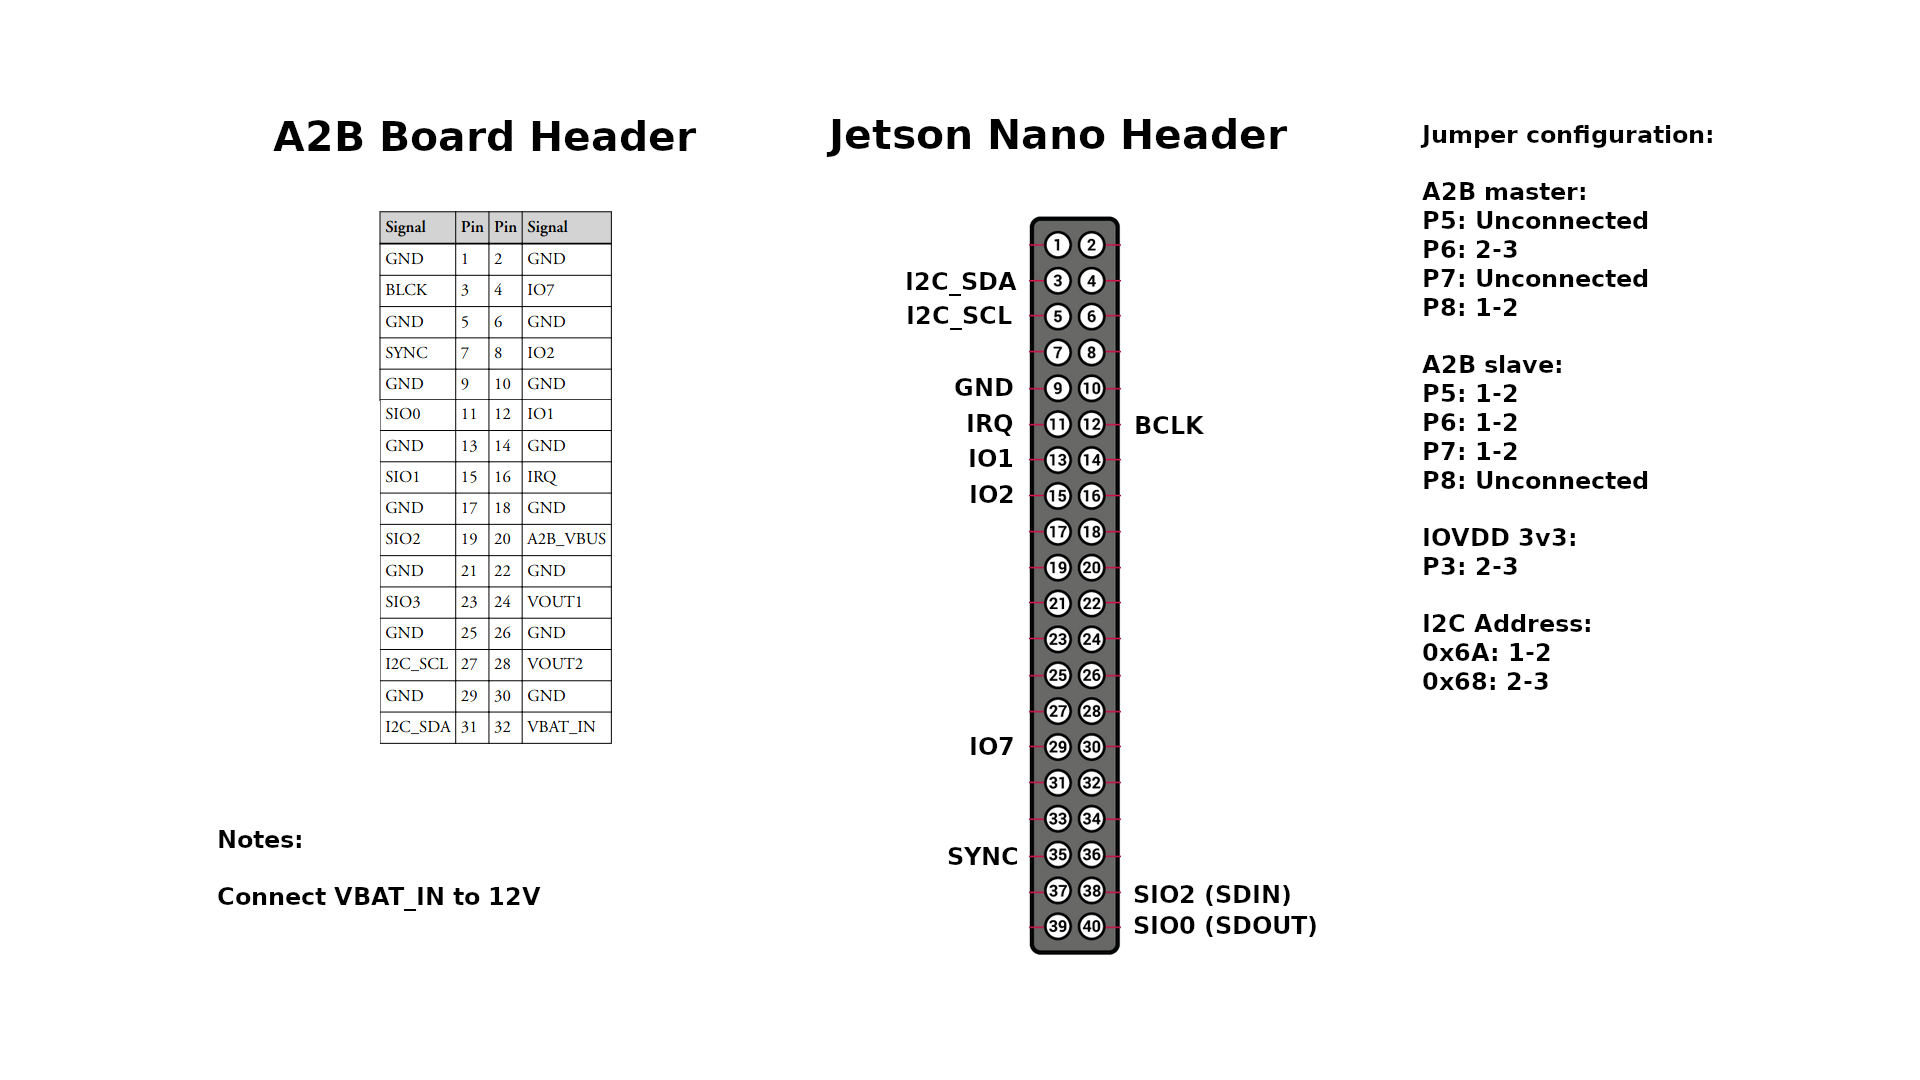 A2B Board Header
Signal Pin Pin Signal
GND 1 2 GND
BLCK 3 4 IO7
GND 5 6 GND
SYNC 7 8 IO2
GND 9 10 GND
SIO0 11 12 IO1
GND 13 14 GND
SIO1 15 16 IRQ
GND 17 18 GND
SIO2 19 20 A2B_VBUS
GND 21 22 GND
SIO3 23 24 VOUT1
GND 25 26 GND
I2C_SCL 27 28 VOUT2
GND 29 30 GND
I2C_SDA 31 32 VBAT_IN
Notes:
Connect VBAT_IN to 12V
Jetson Nano Header
1 2
I2C_SDA 3 4
I2C_SCL 5 6
7 8
GND 9 10
IRQ 11 12 BCLK
IO1 13 14
IO2 15 16
17 18
19 20
21 22
23 24
25 26
27 28
IO7 29 30
31 32
33 34
SYNC 35 36
37 38 SIO2 (SDIN)
39 40 SIO0 (SDOUT)
Jumper configuration:
A2B master:
P5: Unconnected
P6: 2-3
P7: Unconnected
P8: 1-2
A2B slave:
P5: 1-2
P6: 1-2
P7: 1-2
P8: Unconnected
IOVDD 3v3:
P3: 2-3
I2C Address:
0x6A: 1-2
0x68: 2-3